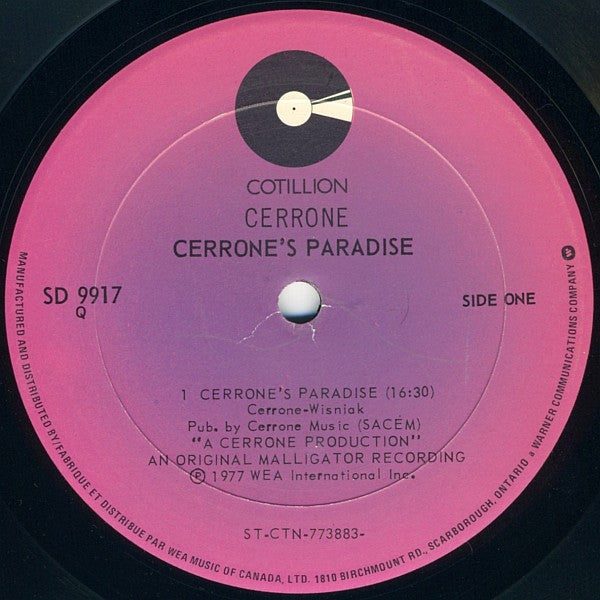 COTILLION
CERRONE
CERRONE'S PARADISE
SD 9917
Q
SIDE ONE
1 CERRONE'S PARADISE (16:30)
Cerrone-Wisniak
Pub. by Cerrone Music (SACÉM)
"A CERRONE PRODUCTION"
AN ORIGINAL MALLIGATOR RECORDING
Ⓟ 1977 WEA International Inc.
ST-CTN-773883-
MANUFACTURED AND DISTRIBUTED BY/FABRIQUE ET DISTRIBUE PAR WEA MUSIC OF CANADA, LTD. 1810 BIRCHMOUNT RD., SCARBOROUGH, ONTARIO a WARNER COMMUNICATIONS COMPANY